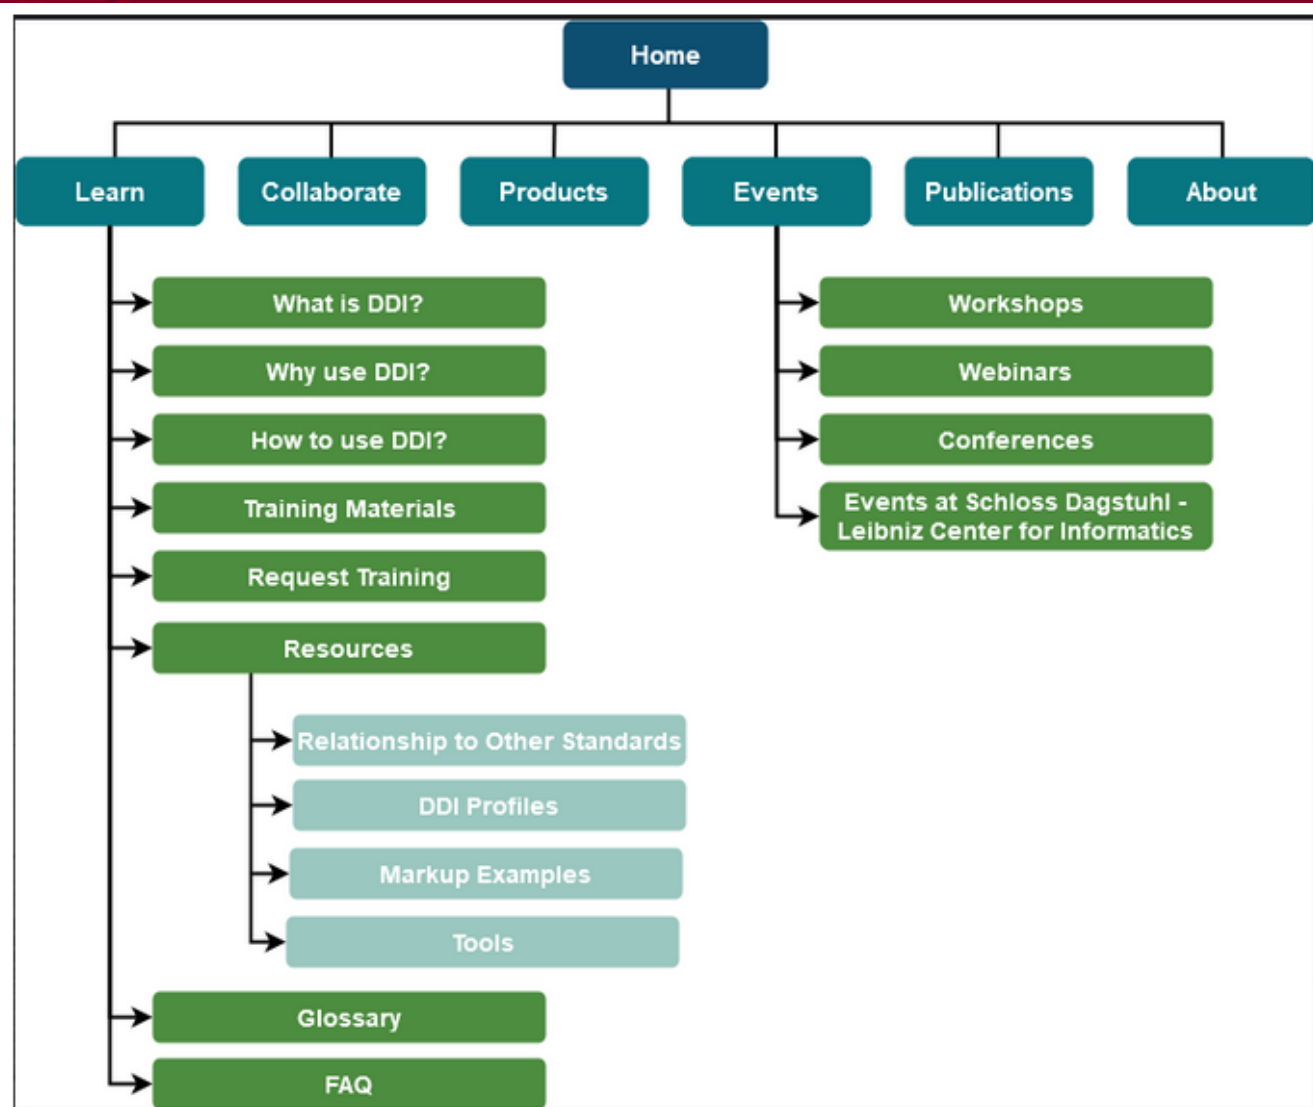 Home
Learn
Collaborate
Products
Events
Publications
About
What is DDI?
Why use DDI?
How to use DDI?
Training Materials
Request Training
Resources
Relationship to Other Standards
DDI Profiles
Markup Examples
Tools
Glossary
FAQ
Workshops
Webinars
Conferences
Events at Schloss Dagstuhl -
Leibniz Center for Informatics